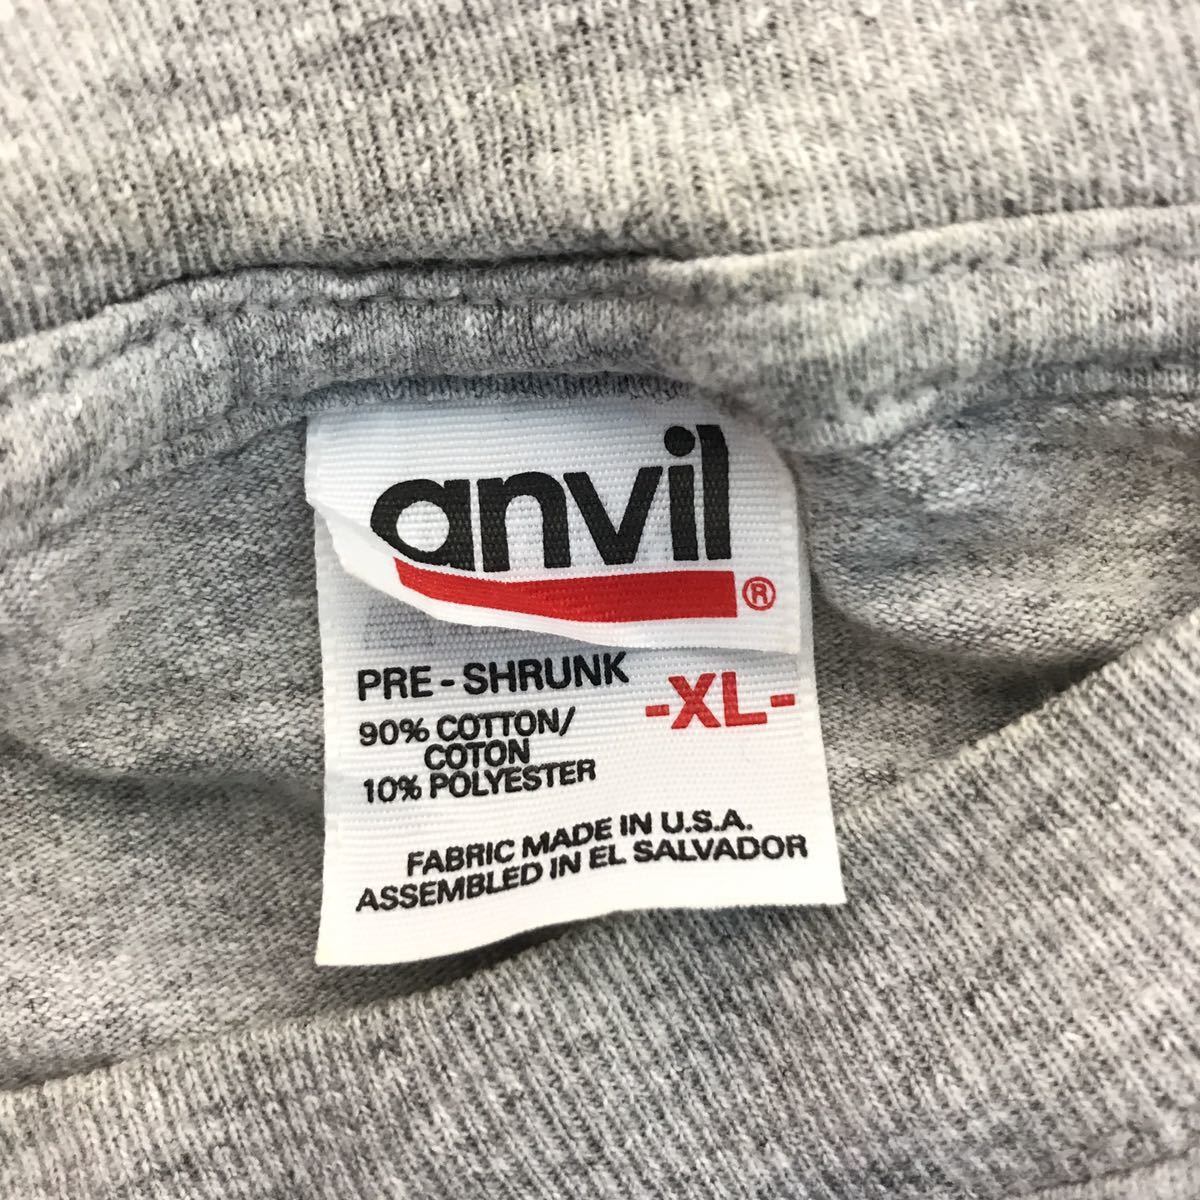 anvil®
PRE-SHRUNK
-XL-
90% COTTON/
COTON
10% POLYESTER
FABRIC MADE IN U.S.A.
ASSEMBLED IN EL SALVADOR